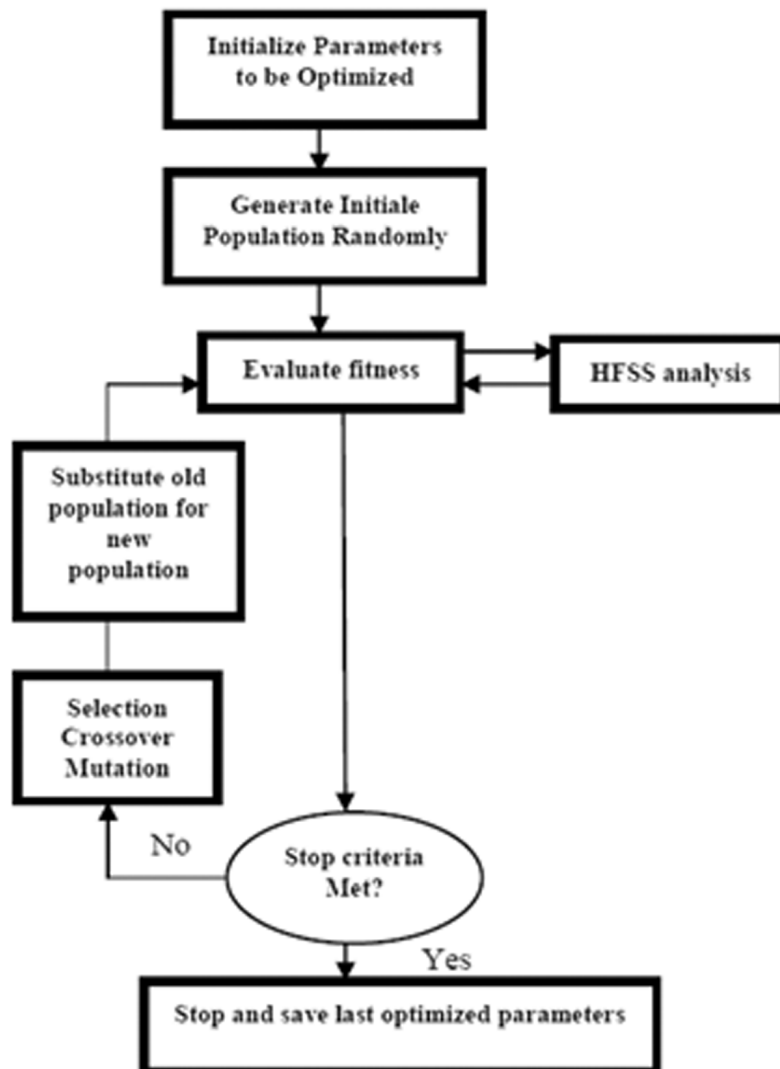 Initialize Parameters
to be Optimized
Generate Initiale
Population Randomly
Evaluate fitness
HFSS analysis
Substitute old
population for
new
population
Selection
Crossover
Mutation
No
Stop criteria
Met?
Yes
Stop and save last optimized parameters